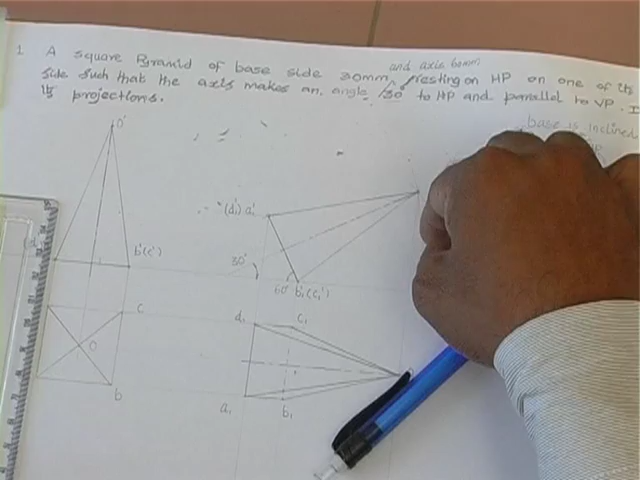 1 A square Pyramid of base side 30mm and axis 60mm resting on HP on one of its
side such that the axis makes an angle 30° to HP and parallel to VP.
its projections.
base is inclined
o'
(d₁') a₁'
b'(c')
30°
60° b₁'(c₁')
c
d₁
c₁
o
b
a₁
b₁